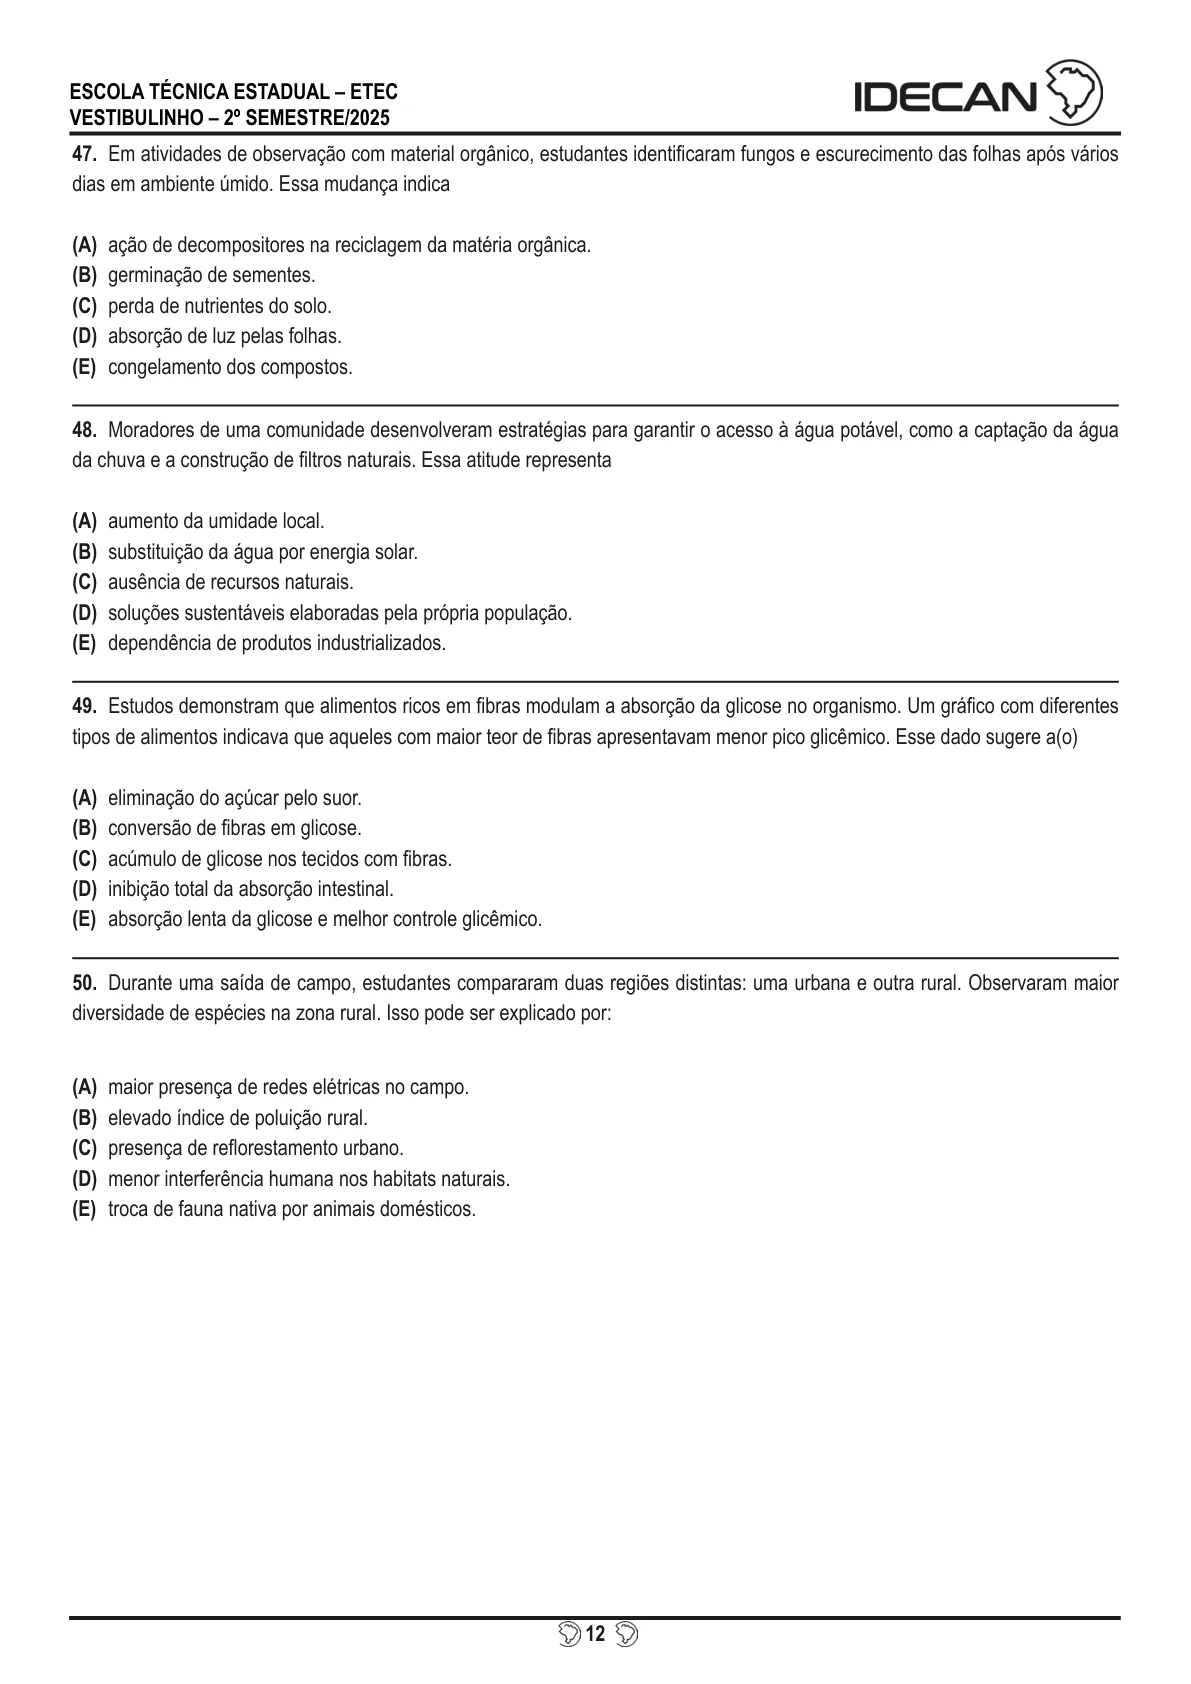 ESCOLA TÉCNICA ESTADUAL – ETEC
VESTIBULINHO – 2º SEMESTRE/2025
IDECAN
47. Em atividades de observação com material orgânico, estudantes identificaram fungos e escurecimento das folhas após vários
dias em ambiente úmido. Essa mudança indica
(A) ação de decompositores na reciclagem da matéria orgânica.
(B) germinação de sementes.
(C) perda de nutrientes do solo.
(D) absorção de luz pelas folhas.
(E) congelamento dos compostos.
48. Moradores de uma comunidade desenvolveram estratégias para garantir o acesso à água potável, como a captação da água
da chuva e a construção de filtros naturais. Essa atitude representa
(A) aumento da umidade local.
(B) substituição da água por energia solar.
(C) ausência de recursos naturais.
(D) soluções sustentáveis elaboradas pela própria população.
(E) dependência de produtos industrializados.
49. Estudos demonstram que alimentos ricos em fibras modulam a absorção da glicose no organismo. Um gráfico com diferentes
tipos de alimentos indicava que aqueles com maior teor de fibras apresentavam menor pico glicêmico. Esse dado sugere a(o)
(A) eliminação do açúcar pelo suor.
(B) conversão de fibras em glicose.
(C) acúmulo de glicose nos tecidos com fibras.
(D) inibição total da absorção intestinal.
(E) absorção lenta da glicose e melhor controle glicêmico.
50. Durante uma saída de campo, estudantes compararam duas regiões distintas: uma urbana e outra rural. Observaram maior
diversidade de espécies na zona rural. Isso pode ser explicado por:
(A) maior presença de redes elétricas no campo.
(B) elevado índice de poluição rural.
(C) presença de reflorestamento urbano.
(D) menor interferência humana nos habitats naturais.
(E) troca de fauna nativa por animais domésticos.
12